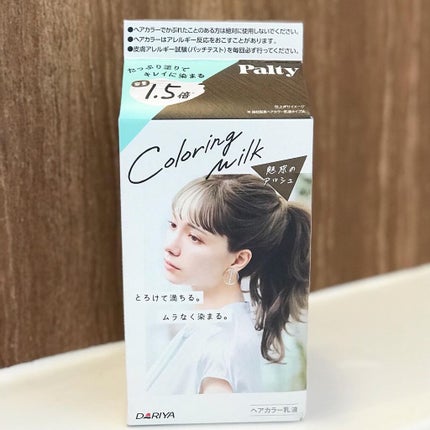 ●ヘアカラーでかぶれたことのある方は絶対に使用しないでください。
●ヘアカラーはアレルギー反応をおこすことがあります。
●皮膚アレルギー試験(パッチテスト)を毎回必ず行ってください。
たっぷり塗りて
キレイに染まる
1.5倍
Palty
Coloring
milk
魅惑の
アッシュ
とろけて満ちる。
ムラなく染まる。
DARIYA
ヘアカラー乳液